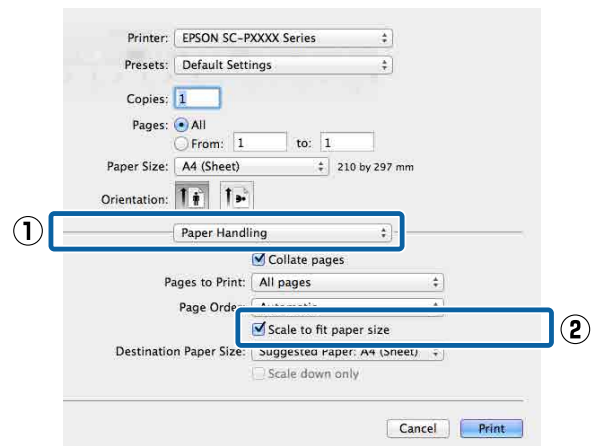 Printer: EPSON SC-PXXXX Series
Presets: Default Settings
Copies: 1
Pages: All
From: 1 to: 1
Paper Size: A4 (Sheet) 210 by 297 mm
Orientation:
① Paper Handling
Collate pages
Pages to Print: All pages
Page Order: Automatic
Scale to fit paper size ②
Destination Paper Size: Suggested Paper: A4 (Sheet)
Scale down only
Cancel Print